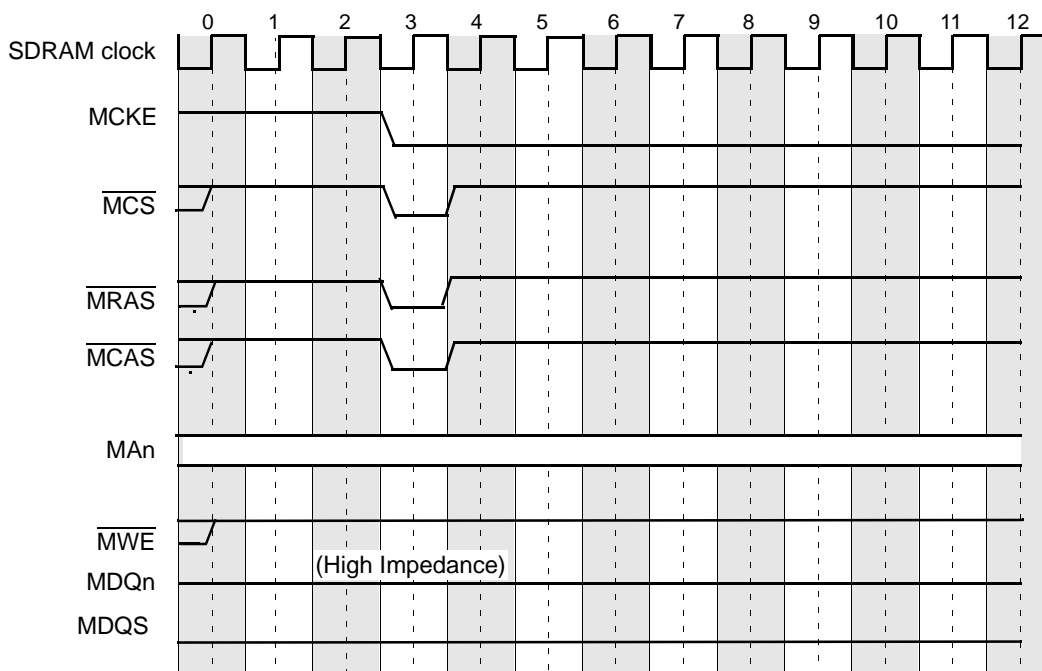 0 1 2 3 4 5 6 7 8 9 10 11 12
SDRAM clock
MCKE
MCS
MRAS
MCAS
MAn
MWE
(High Impedance)
MDQn
MDQS